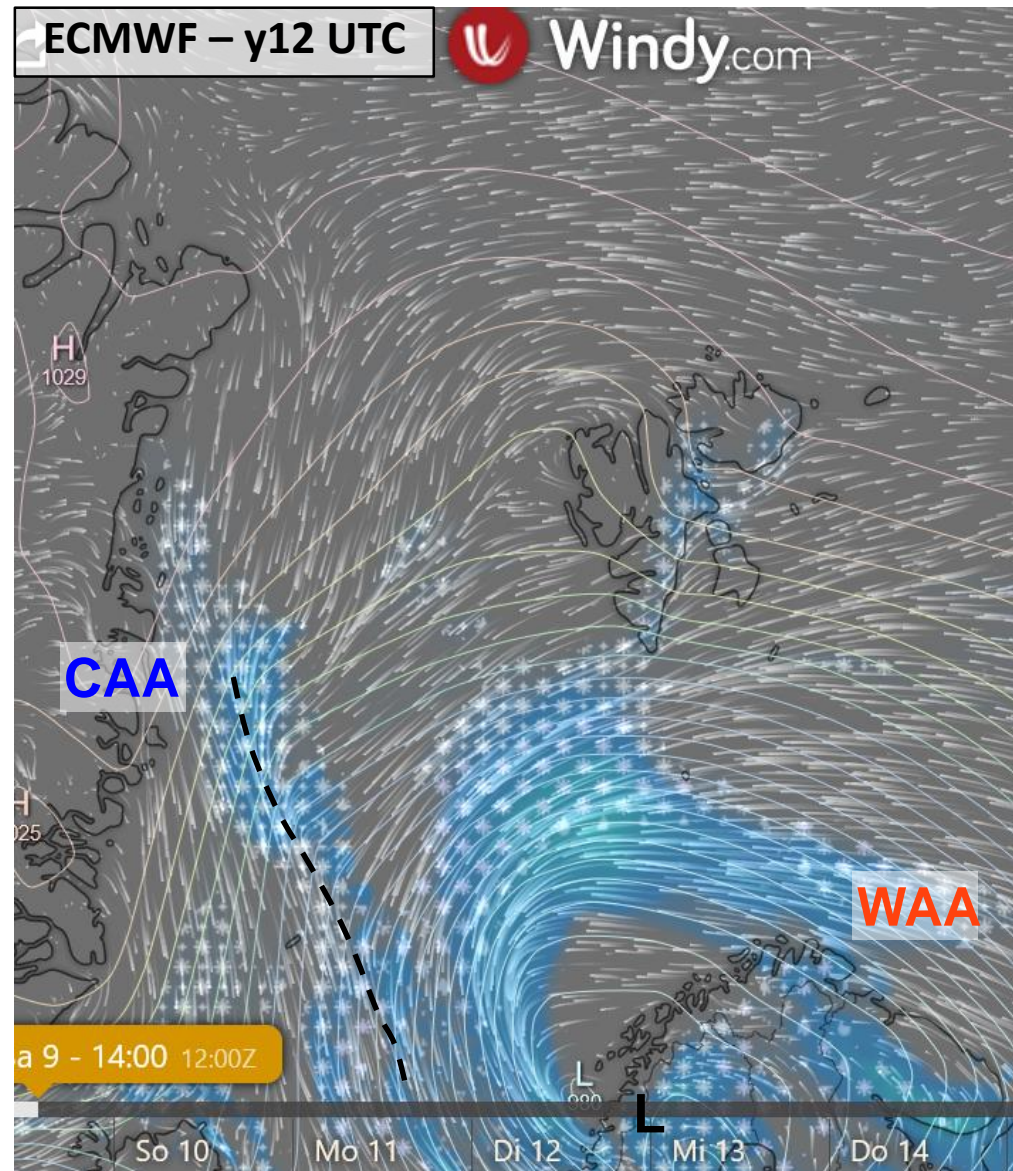 ECMWF – y12 UTC
Windy.com
H
1029
CAA
H
025
WAA
a 9 - 14:00 12:00Z
L
980
L
So 10
Mo 11
Di 12
Mi 13
Do 14